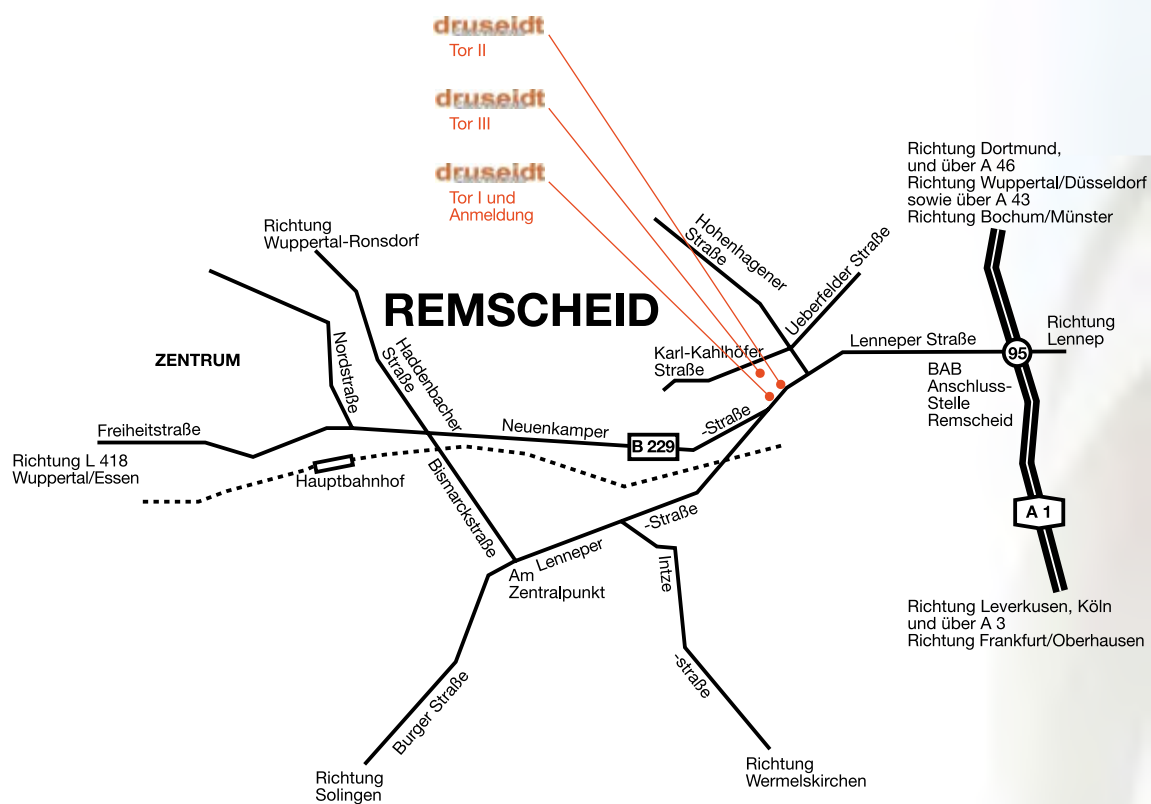 druseidt
Tor II
druseidt
Tor III
druseidt
Tor I und
Anmeldung
Richtung Dortmund,
und über A 46
Richtung Wuppertal/Düsseldorf
sowie über A 43
Richtung Bochum/Münster
Richtung
Wuppertal-Ronsdorf
Hohenhagener
Straße
Ueberfelder Straße
REMSCHEID
ZENTRUM
Nordstraße
Haddenbacher
Straße
Karl-Kahlhöfer
Straße
Lenneper Straße
95
Richtung
Lennep
BAB
Anschluss-
Stelle
Remscheid
Freiheitstraße
Neuenkamper
B 229
-Straße
Richtung L 418
Wuppertal/Essen
Hauptbahnhof
Bismarckstraße
A 1
Lenneper
-Straße
Am
Zentralpunkt
Intze
-straße
Richtung Leverkusen, Köln
und über A 3
Richtung Frankfurt/Oberhausen
Burger Straße
Richtung
Solingen
Richtung
Wermelskirchen